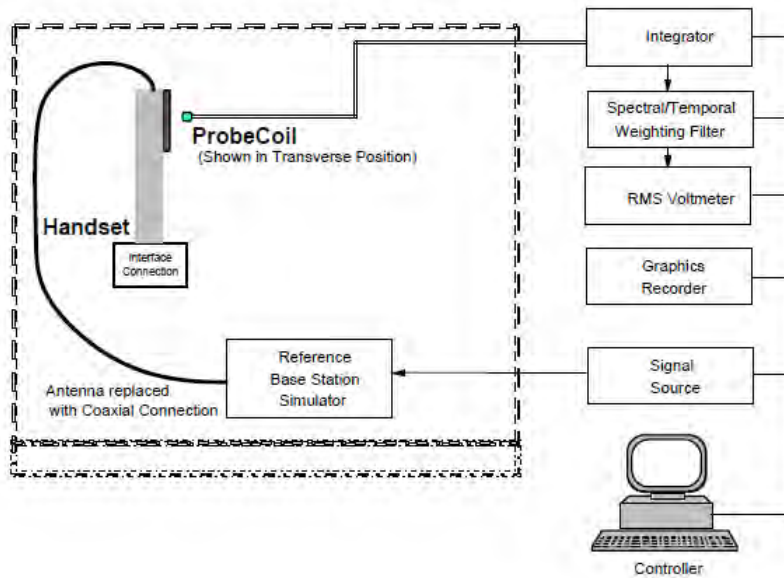 Integrator
Spectral/Temporal
Weighting Filter
RMS Voltmeter
Graphics
Recorder
Signal
Source
Controller
ProbeCoil
(Shown in Transverse Position)
Handset
Interface
Connection
Reference
Base Station
Simulator
Antenna replaced
with Coaxial Connection